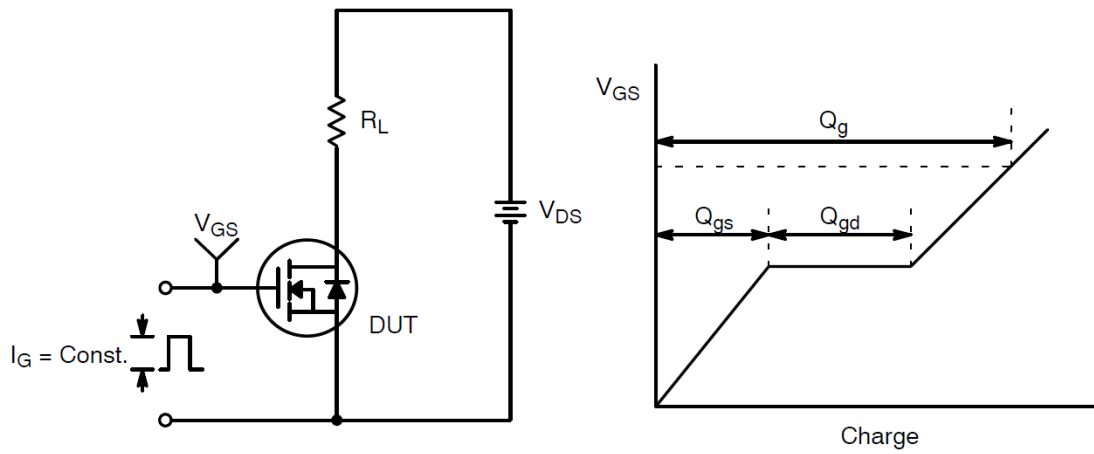 R_L
V_GS
V_DS
DUT
I_G = Const.
V_GS
Q_g
Q_gs
Q_gd
Charge